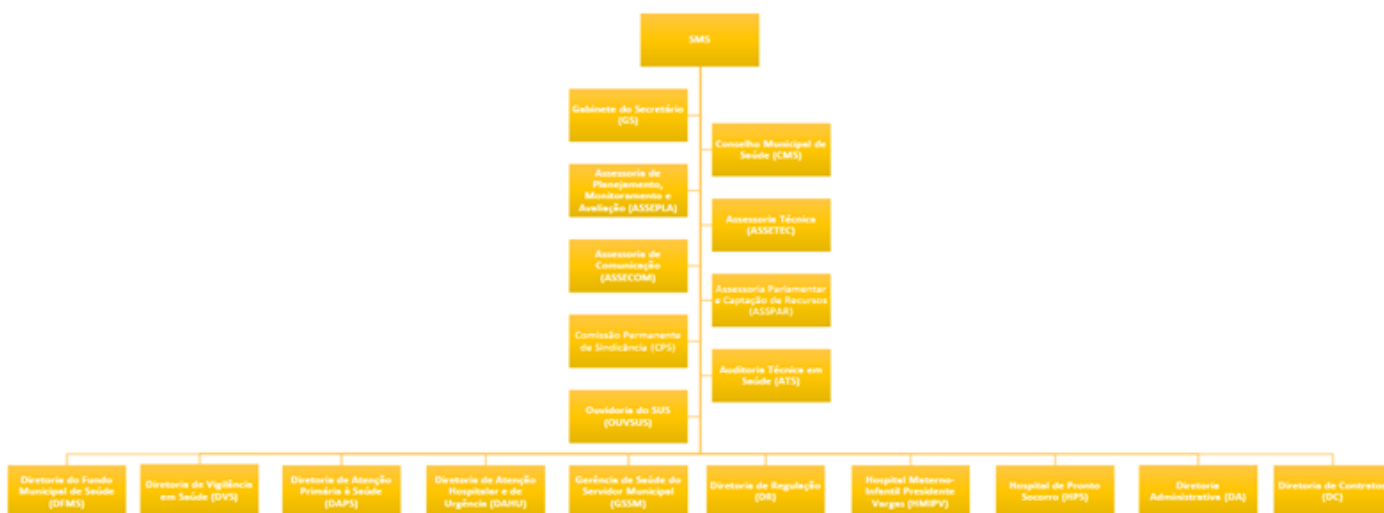 SMS
Gabinete do Secretário
(GS)
Conselho Municipal de
Saúde (CMS)
Assessoria de
Planejamento,
Monitoramento e
Avaliação (ASSEPLA)
Assessoria Técnica
(ASSETEC)
Assessoria de
Comunicação
(ASSECOM)
Assessoria Parlamentar
e Captação de Recursos
(ASSPAR)
Comissão Permanente
de Sindicância (CPS)
Auditoria Técnica em
Saúde (ATS)
Ouvidoria do SUS
(OUVSUS)
Diretoria do Fundo
Municipal de Saúde
(DFMS)
Diretoria de Vigilância
em Saúde (DVS)
Diretoria de Atenção
Primária à Saúde
(DAPS)
Diretoria de Atenção
Hospitalar e de
Urgência (DAHU)
Gerência de Saúde do
Servidor Municipal
(GSSM)
Diretoria de Regulação
(DR)
Hospital Materno-
Infantil Presidente
Vargas (HMIPV)
Hospital de Pronto
Socorro (HPS)
Diretoria
Administrativa (DA)
Diretoria de Contratos
(DC)